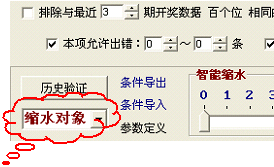 排除与最近 3 期开奖数据 百个位 相同
本项允许出错: 0 ～ 0 条
历史验证 条件导出 智能缩水
条件导入 0 1 2 3
缩水对象 参数定义